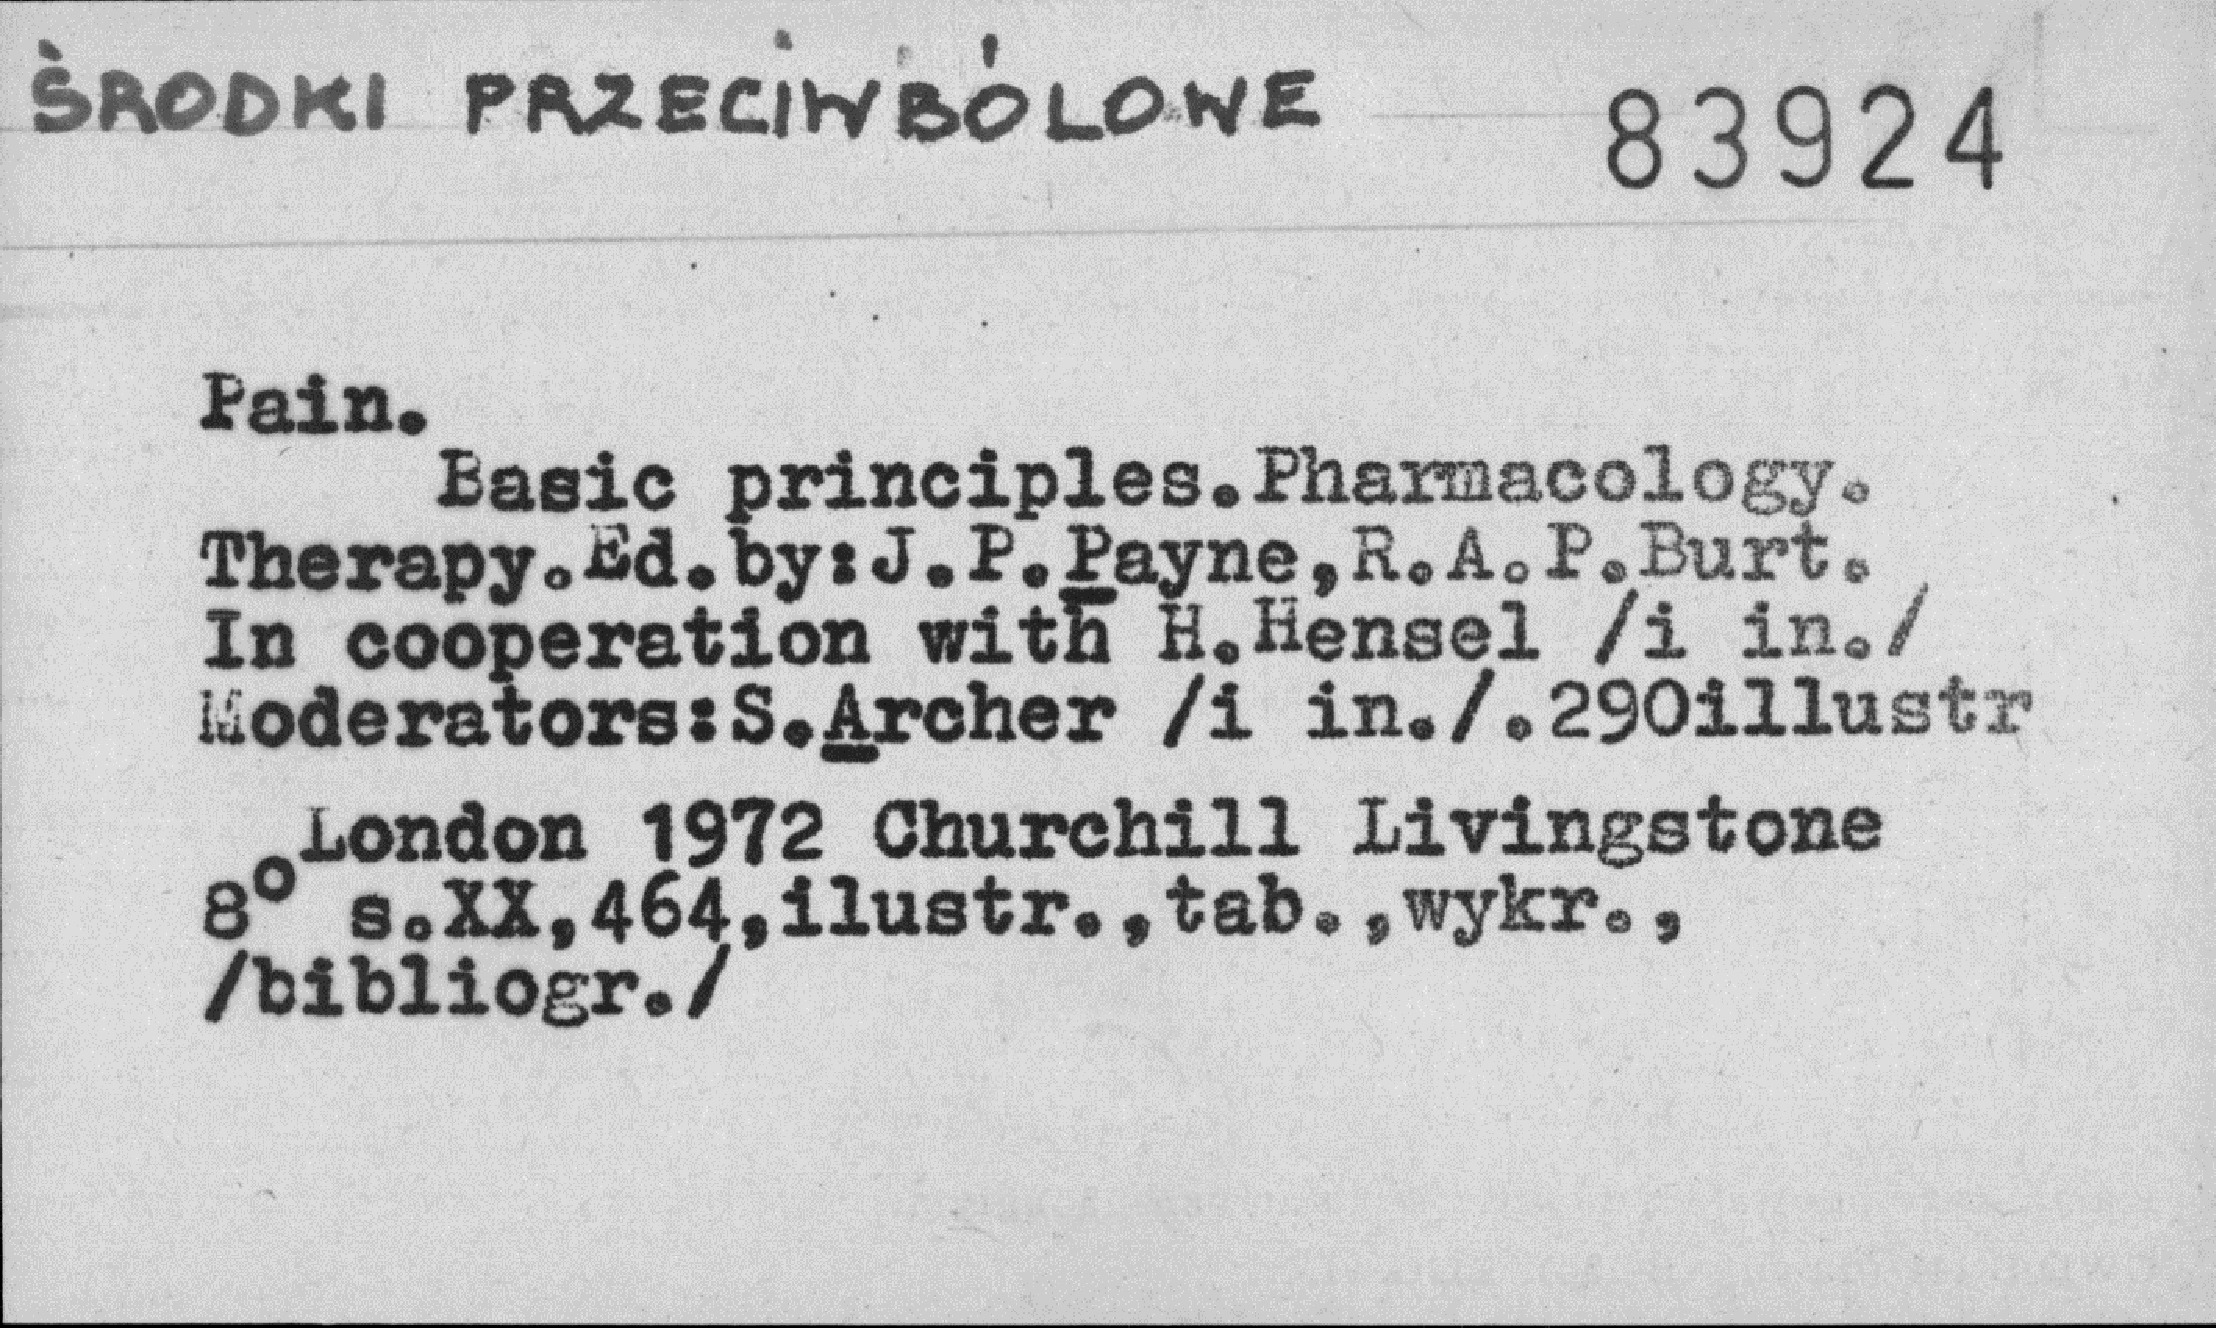 ŚRODKI PRZECIWBÓLOWE 83924
Pain.
Basic principles.Pharmacology.
Therapy.Ed.by:J.P.Payne,R.A.P.Burt.
In cooperation with H.Hensel /i in./
Moderators:S.Archer /i in./.290illustr
London 1972 Churchill Livingstone
8° s.XX,464,ilustr.,tab.,wykr.,
/bibliogr./